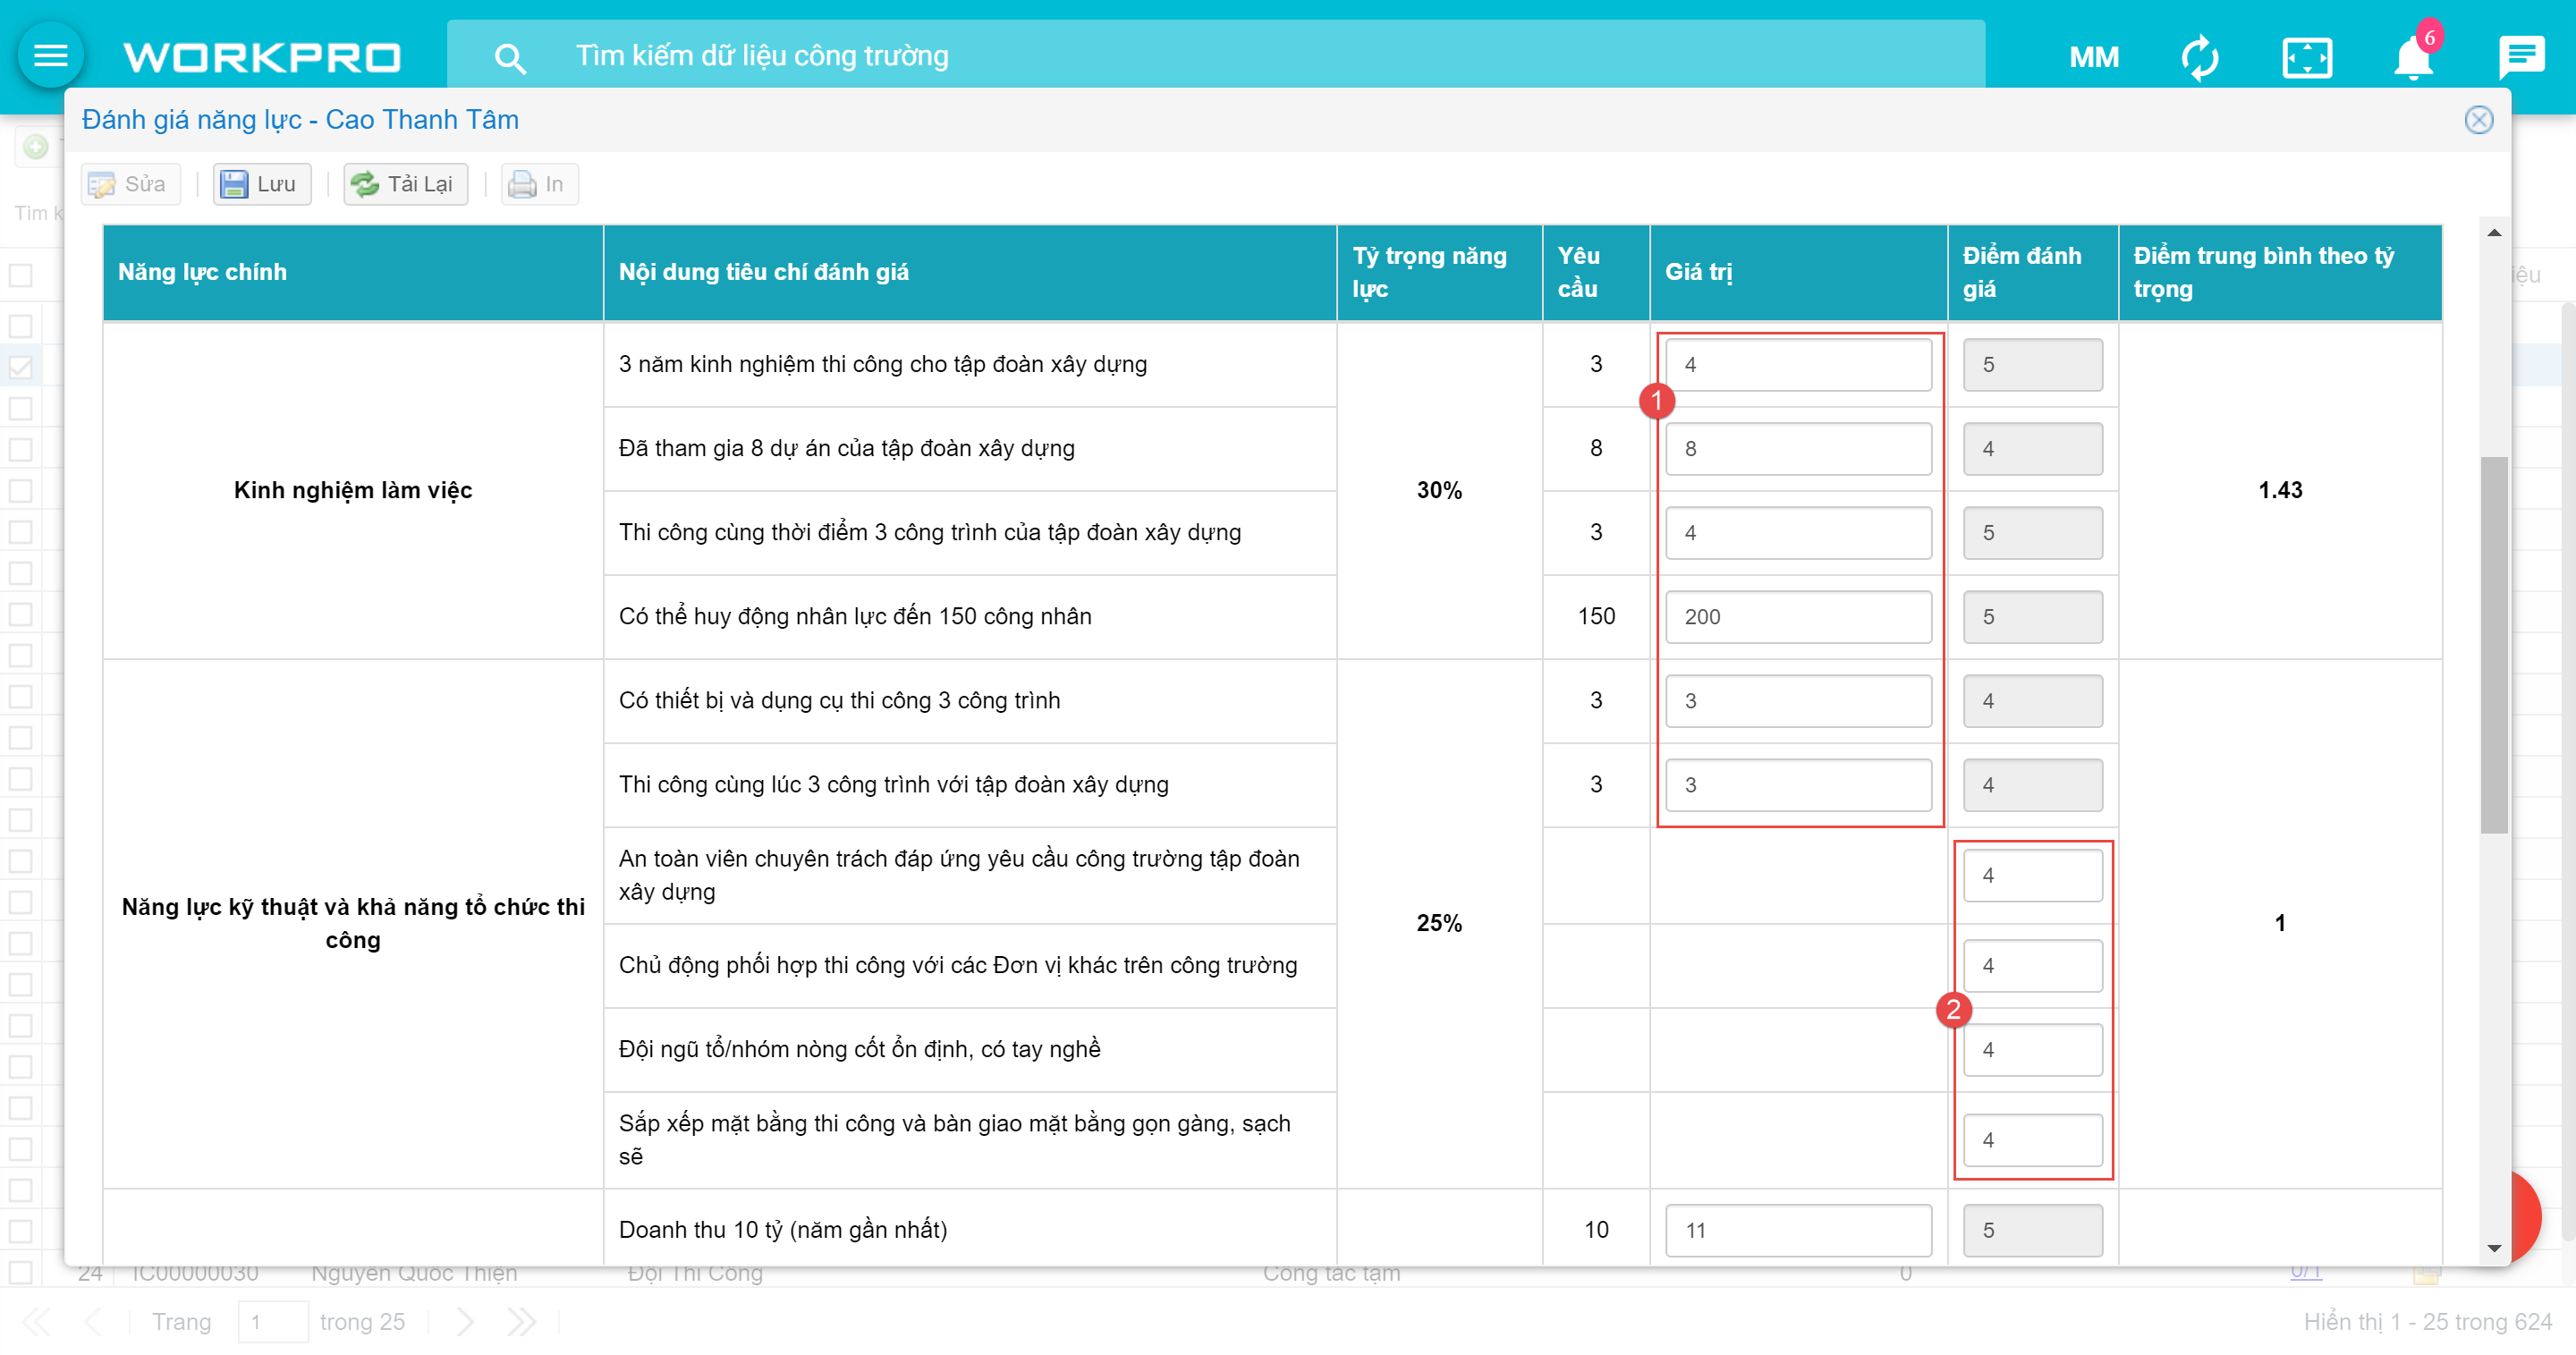 WORKPRO
Tìm kiếm dữ liệu công trường
MM
6
Đánh giá năng lực - Cao Thanh Tâm
Sửa
Lưu
Tải Lại
In
Tìm k
iệu
Năng lực chính
Nội dung tiêu chí đánh giá
Tỷ trọng năng
lực
Yêu
cầu
Giá trị
Điểm đánh
giá
Điểm trung bình theo tỷ
trọng
Kinh nghiệm làm việc
30%
1.43
3 năm kinh nghiệm thi công cho tập đoàn xây dựng
3
4
5
1
Đã tham gia 8 dự án của tập đoàn xây dựng
8
8
4
Thi công cùng thời điểm 3 công trình của tập đoàn xây dựng
3
4
5
Có thể huy động nhân lực đến 150 công nhân
150
200
5
Năng lực kỹ thuật và khả năng tổ chức thi
công
25%
1
Có thiết bị và dụng cụ thi công 3 công trình
3
3
4
Thi công cùng lúc 3 công trình với tập đoàn xây dựng
3
3
4
An toàn viên chuyên trách đáp ứng yêu cầu công trường tập đoàn
xây dựng
4
Chủ động phối hợp thi công với các Đơn vị khác trên công trường
4
2
Đội ngũ tổ/nhóm nòng cốt ổn định, có tay nghề
4
Sắp xếp mặt bằng thi công và bàn giao mặt bằng gọn gàng, sạch
sẽ
4
Doanh thu 10 tỷ (năm gần nhất)
10
11
5
24
IC00000030
Nguyễn Quốc Thiện
Đội Thi Công
Công tác tạm
0
0/1
Trang
1
trong 25
Hiển thị 1 - 25 trong 624